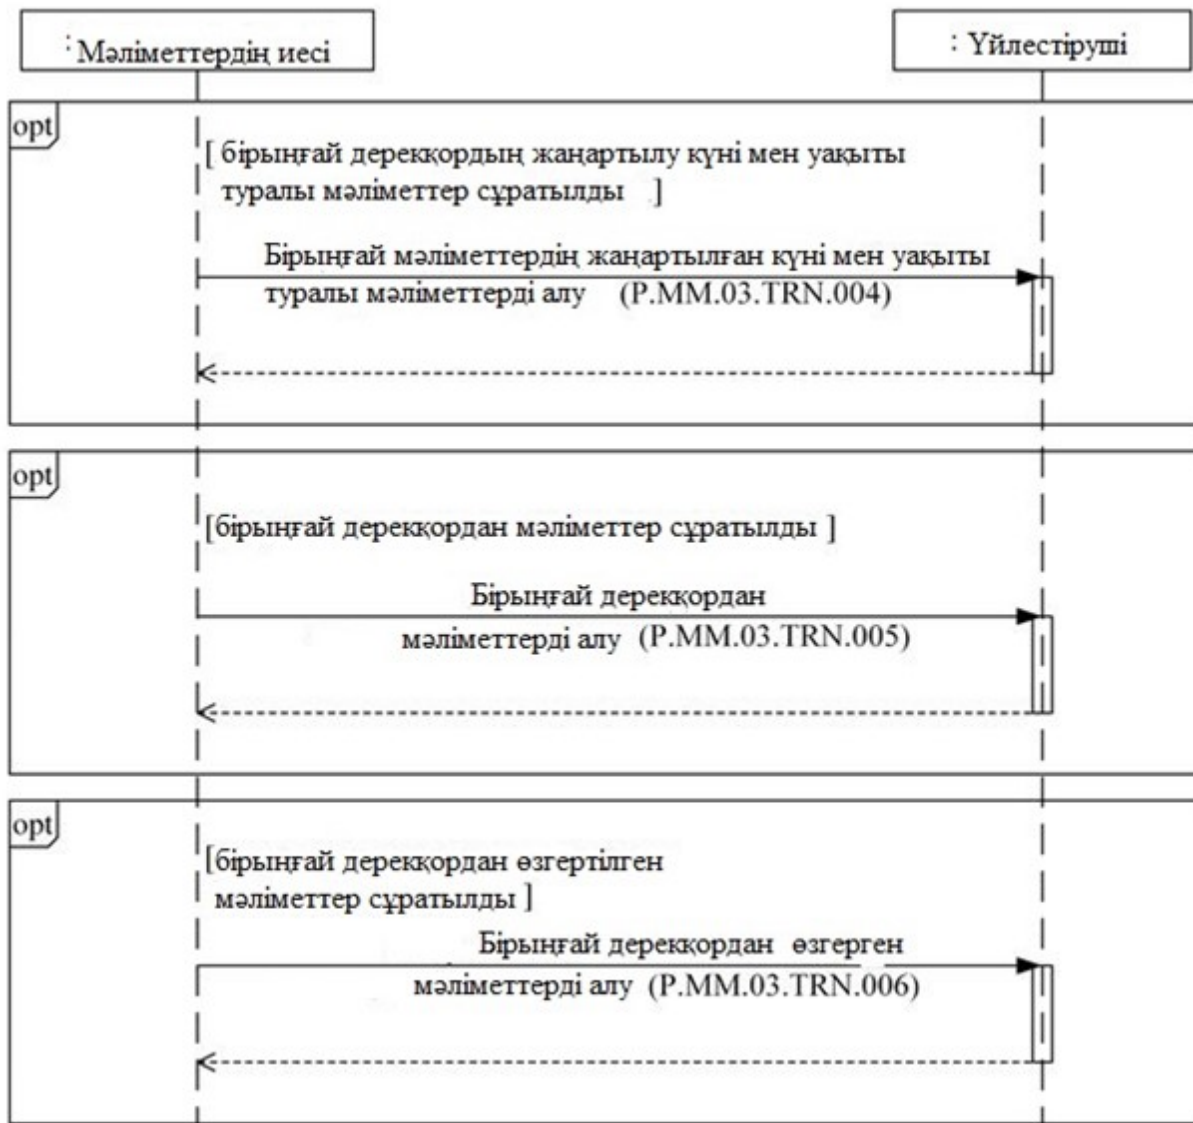 : Мәліметтердің иесі
: Үйлестіруші
opt
[ бірыңғай дерекқордың жаңартылу күні мен уақыты
туралы мәліметтер сұратылды ]
Бірыңғай мәліметтердің жаңартылған күні мен уақыты
туралы мәліметтерді алу (P.MM.03.TRN.004)
opt
[бірыңғай дерекқордан мәліметтер сұратылды ]
Бірыңғай дерекқордан
мәліметтерді алу (P.MM.03.TRN.005)
opt
[бірыңғай дерекқордан өзгертілген
мәліметтер сұратылды ]
Бірыңғай дерекқордан өзгерген
мәліметтерді алу (P.MM.03.TRN.006)